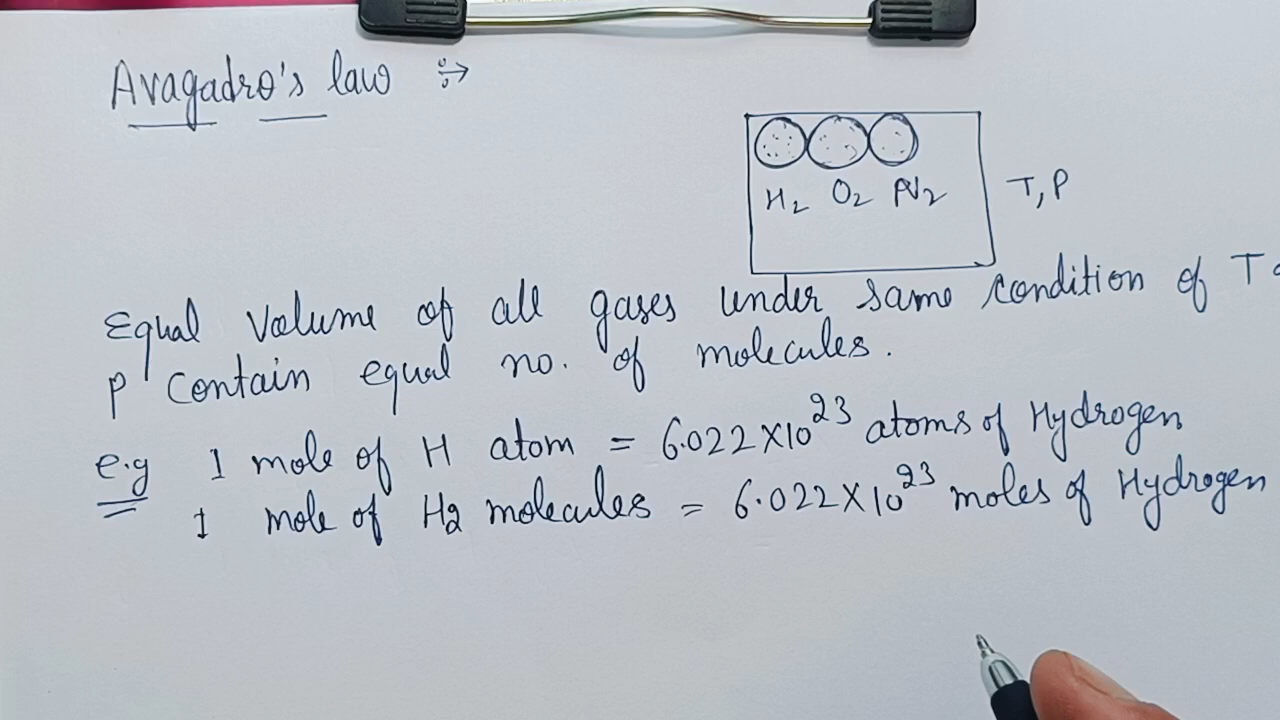 Avagadro's law
H2 O2 N2
T, P
Equal Volume of all gases under same condition of T
P contain equal no. of molecules.
e.g 1 mole of H atom = 6.022×10^23 atoms of Hydrogen
1 mole of H2 molecules = 6.022×10^23 moles of Hydrogen